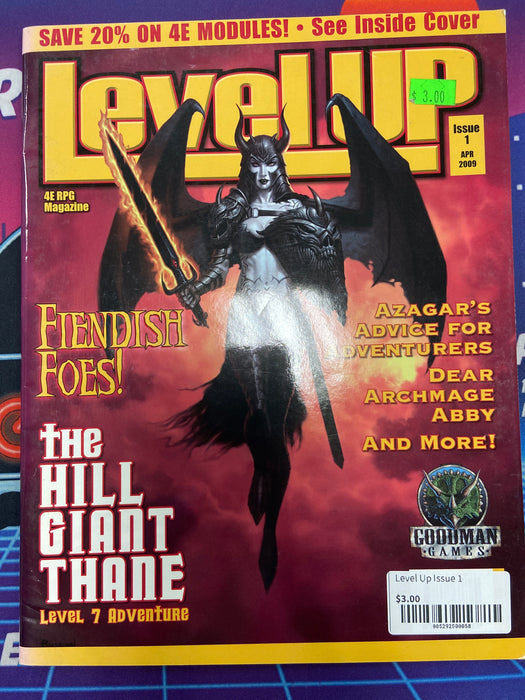 SAVE 20% ON 4E MODULES! • See Inside Cover
Level Up
$ 3.00
Issue
1
APR
2009
4E RPG
Magazine
Fiendish
Foes!
Azagar's
Advice for
dventurers
Dear
Archmage
Abby
And More!
the
HILL
GIANT
THANE
Level 7 Adventure
GOODMAN
GAMES
Level Up Issue 1
$3.00
005292500058